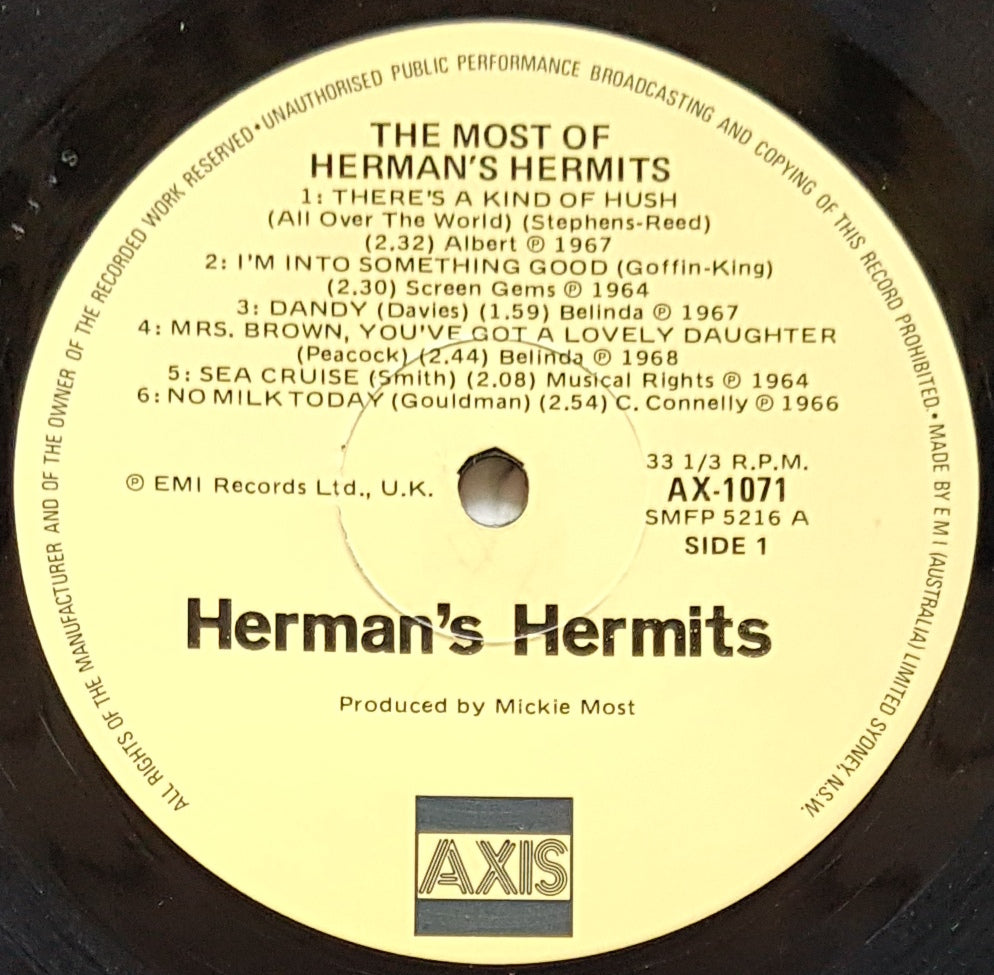 ALL RIGHTS OF THE MANUFACTURER AND OF THE OWNER OF THE RECORDED WORK RESERVED • UNAUTHORISED PUBLIC PERFORMANCE BROADCASTING AND COPYING OF THIS RECORD PROHIBITED. • MADE BY E M I (AUSTRALIA) LIMITED SYDNEY, N.S.W.
THE MOST OF
HERMAN'S HERMITS
1: THERE'S A KIND OF HUSH
(All Over The World) (Stephens-Reed)
(2.32) Albert ℗ 1967
2: I'M INTO SOMETHING GOOD (Goffin-King)
(2.30) Screen Gems ℗ 1964
3: DANDY (Davies) (1.59) Belinda ℗ 1967
4: MRS. BROWN, YOU'VE GOT A LOVELY DAUGHTER
(Peacock) (2.44) Belinda ℗ 1968
5: SEA CRUISE (Smith) (2.08) Musical Rights ℗ 1964
6: NO MILK TODAY (Gouldman) (2.54) C. Connelly ℗ 1966
℗ EMI Records Ltd., U.K.
33 1/3 R.P.M.
AX-1071
SMFP 5216 A
SIDE 1
Herman's Hermits
Produced by Mickie Most
AXIS